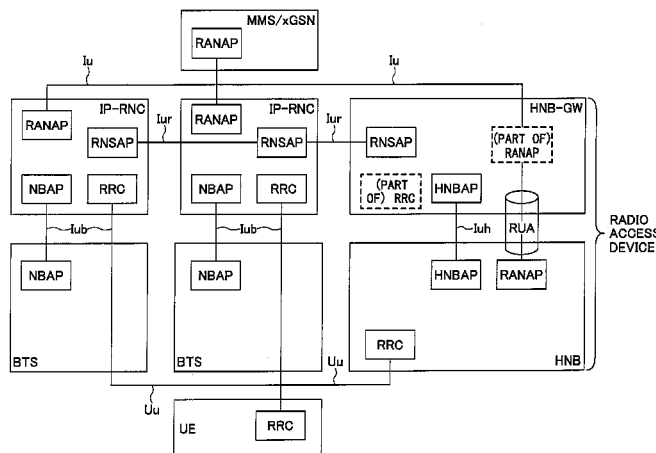 MMS/xGSN
RANAP
Iu
Iu
IP-RNC
RANAP
RNSAP
NBAP
RRC
Iur
IP-RNC
RANAP
RNSAP
NBAP
RRC
Iur
HNB-GW
RNSAP
(PART OF)
RANAP
(PART
OF) RRC
HNBAP
RUA
RADIO
ACCESS
DEVICE
Iub
Iub
Iuh
NBAP
BTS
NBAP
BTS
HNBAP
RANAP
RRC
HNB
Uu
Uu
UE
RRC